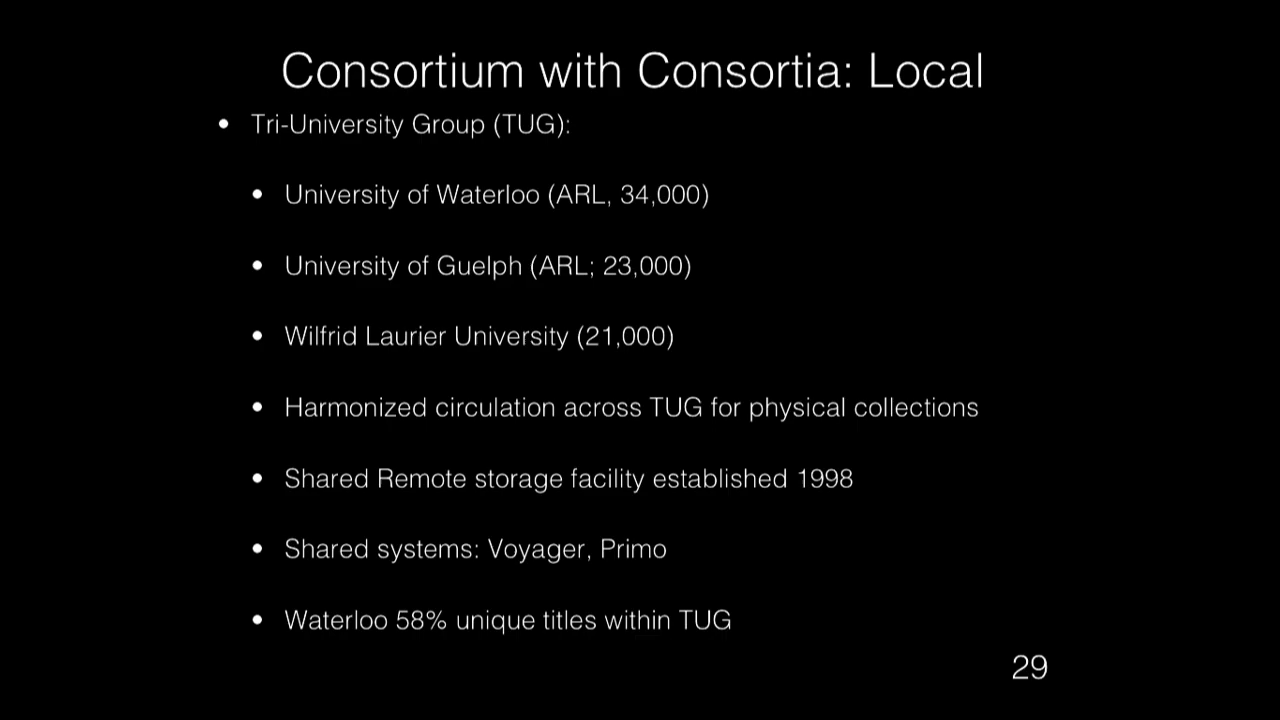 Consortium with Consortia: Local
• Tri-University Group (TUG):
• University of Waterloo (ARL, 34,000)
• University of Guelph (ARL; 23,000)
• Wilfrid Laurier University (21,000)
• Harmonized circulation across TUG for physical collections
• Shared Remote storage facility established 1998
• Shared systems: Voyager, Primo
• Waterloo 58% unique titles within TUG
29